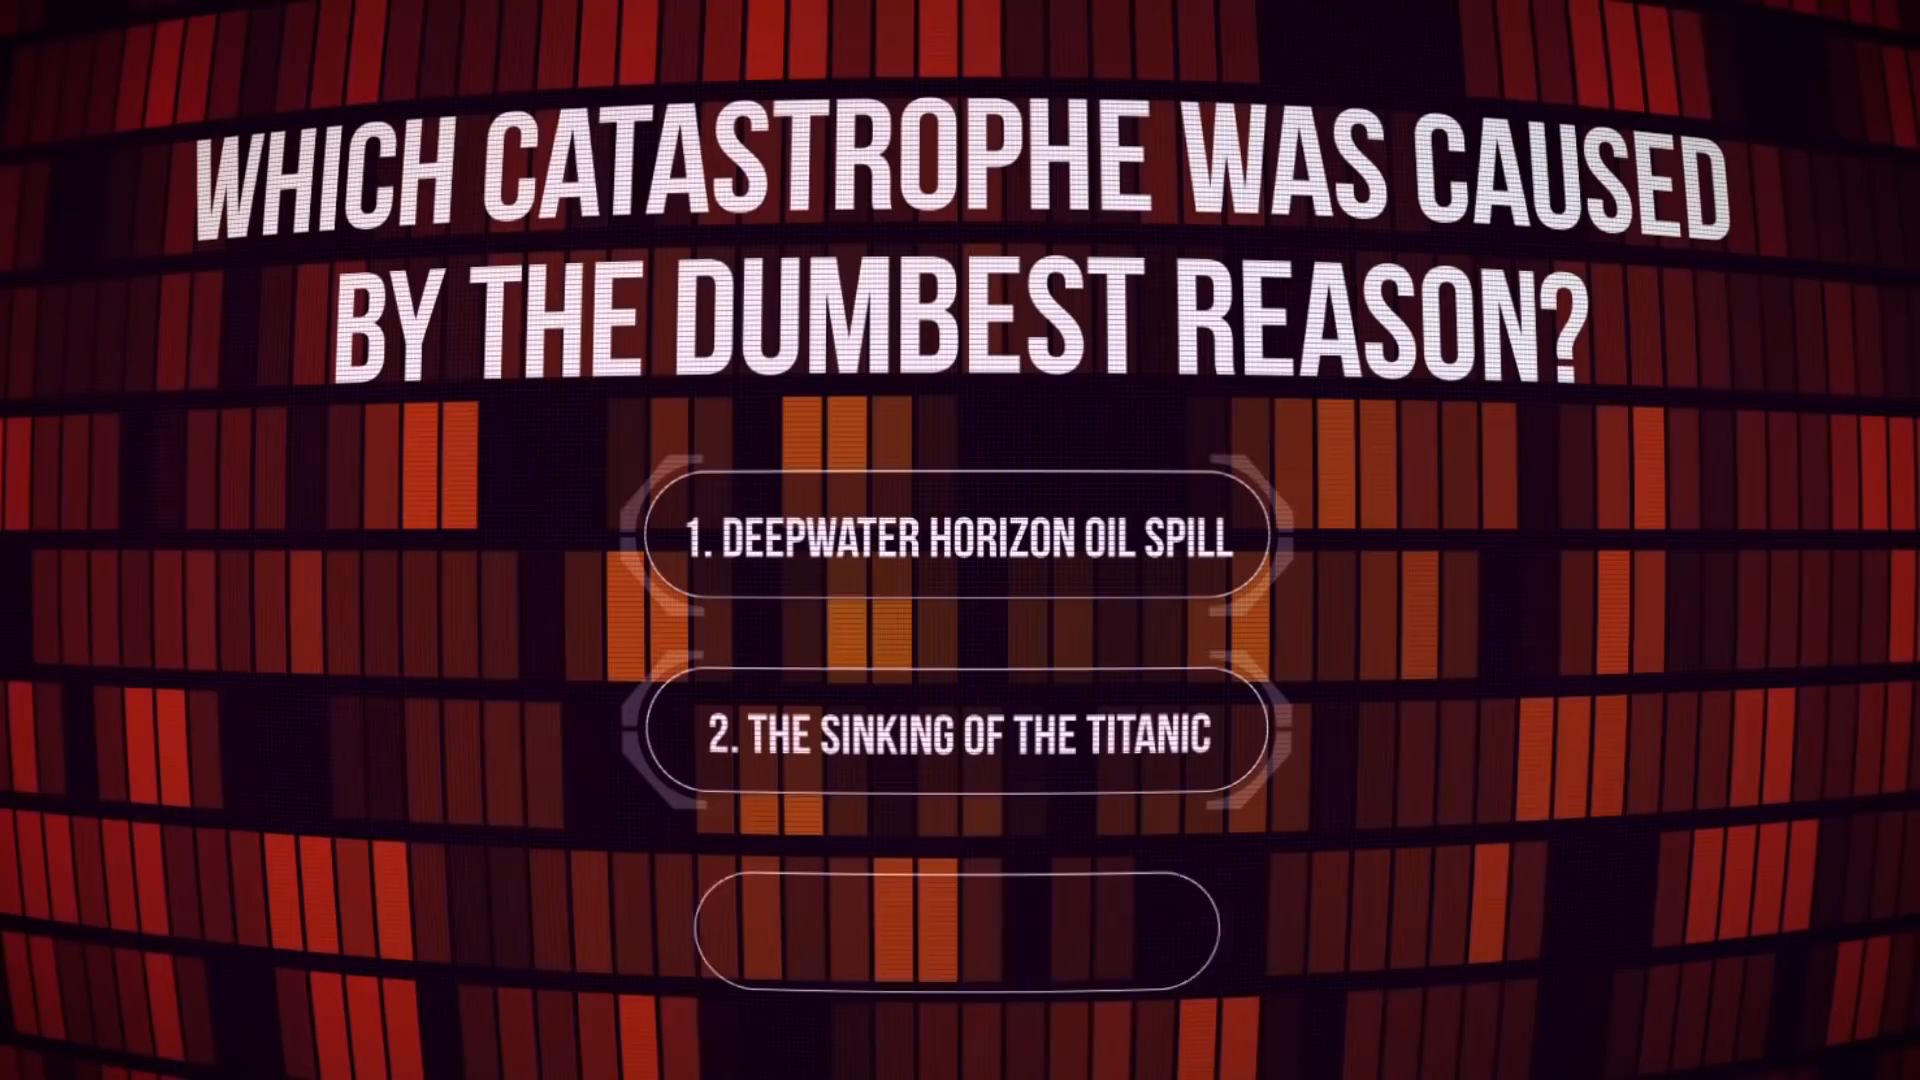 WHICH CATASTROPHE WAS CAUSED
BY THE DUMBEST REASON?
1. DEEPWATER HORIZON OIL SPILL
2. THE SINKING OF THE TITANIC